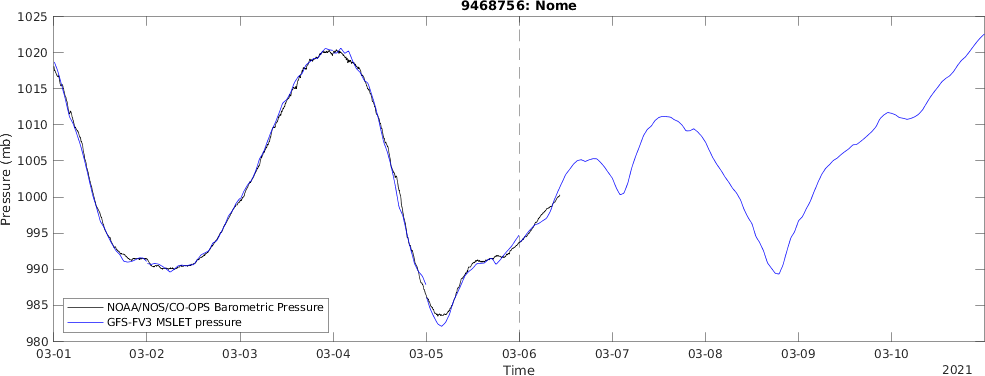 9468756: Nome
1025
1020
1015
1010
1005
1000
995
990
985
980
Pressure (mb)
NOAA/NOS/CO-OPS Barometric Pressure
GFS-FV3 MSLET pressure
03-01 03-02 03-03 03-04 03-05 03-06 03-07 03-08 03-09 03-10
Time
2021